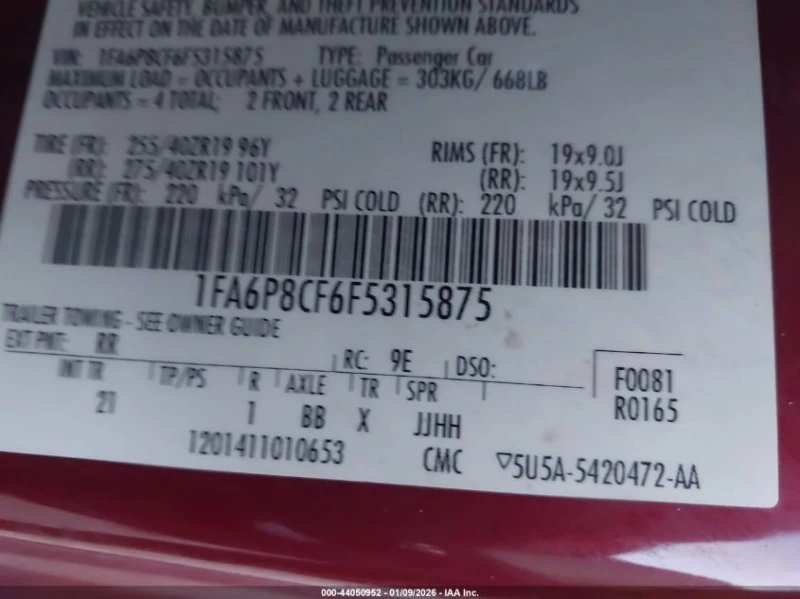 VEHICLE SAFETY, BUMPER, AND THEFT PREVENTION STANDARDS
IN EFFECT ON THE DATE OF MANUFACTURE SHOWN ABOVE.
VIN: 1FA6P8CF6F5315875 TYPE: Passenger Car
MAXIMUM LOAD = OCCUPANTS + LUGGAGE = 303KG/ 668LB
OCCUPANTS = 4 TOTAL; 2 FRONT, 2 REAR
TIRE (FR): 255/40ZR19 96Y RIMS (FR): 19x9.0J
(RR): 275/40ZR19 101Y (RR): 19x9.5J
PRESSURE (FR): 220 kPa/ 32 PSI COLD (RR): 220 kPa/ 32 PSI COLD
1FA6P8CF6F5315875
TRAILER TOWING - SEE OWNER GUIDE
EXT PNT: RR RC: 9E DSO: F0081
INT TR TP/PS R AXLE TR SPR R0165
21 1 BB X JJHH
1201411010653 CMC ▽5U5A-5420472-AA
000-44050952 - 01/09/2026 - IAA Inc.